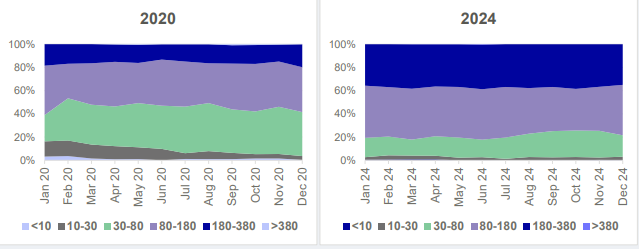 2020
100%
80%
60%
40%
20%
0%
Jan 20
Feb 20
Mar 20
Apr 20
May 20
Jun 20
Jul 20
Aug 20
Sep 20
Oct 20
Nov 20
Dec 20
<10 10-30 30-80 80-180 180-380 >380
2024
100%
80%
60%
40%
20%
0%
Jan 24
Feb 24
Mar 24
Apr 24
May 24
Jun 24
Jul 24
Aug 24
Sep 24
Oct 24
Nov 24
Dec 24
<10 10-30 30-80 80-180 180-380 >380